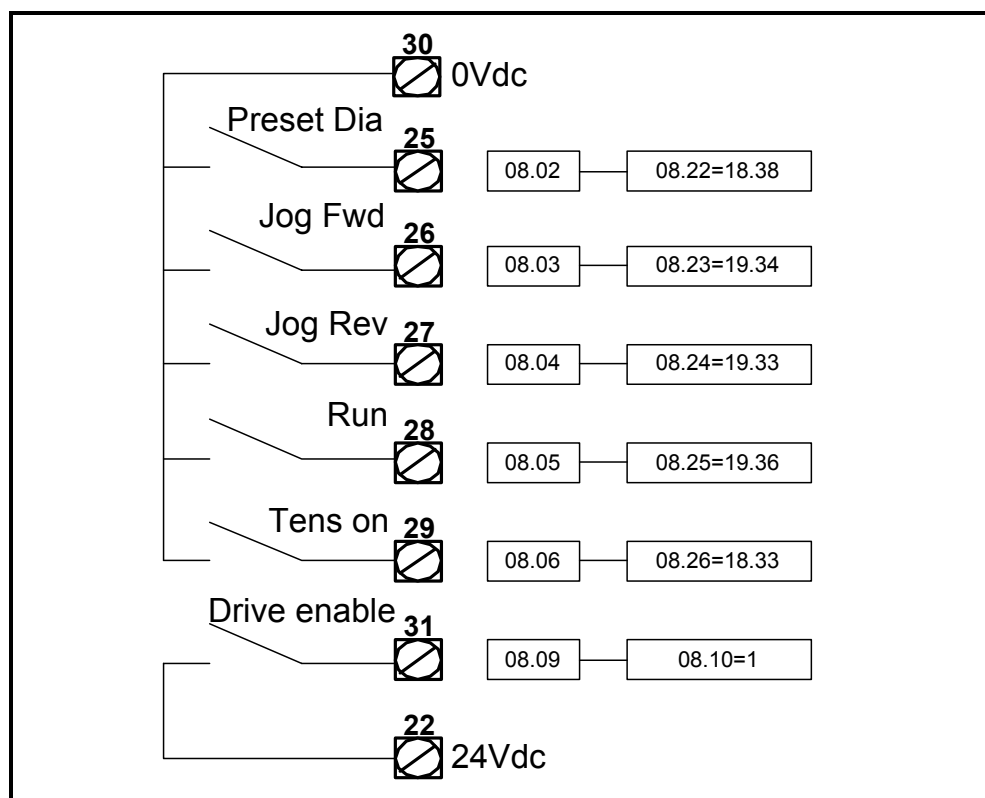 30
0Vdc
Preset Dia
25
08.02
08.22=18.38
Jog Fwd
26
08.03
08.23=19.34
Jog Rev
27
08.04
08.24=19.33
Run
28
08.05
08.25=19.36
Tens on
29
08.06
08.26=18.33
Drive enable
31
08.09
08.10=1
22
24Vdc